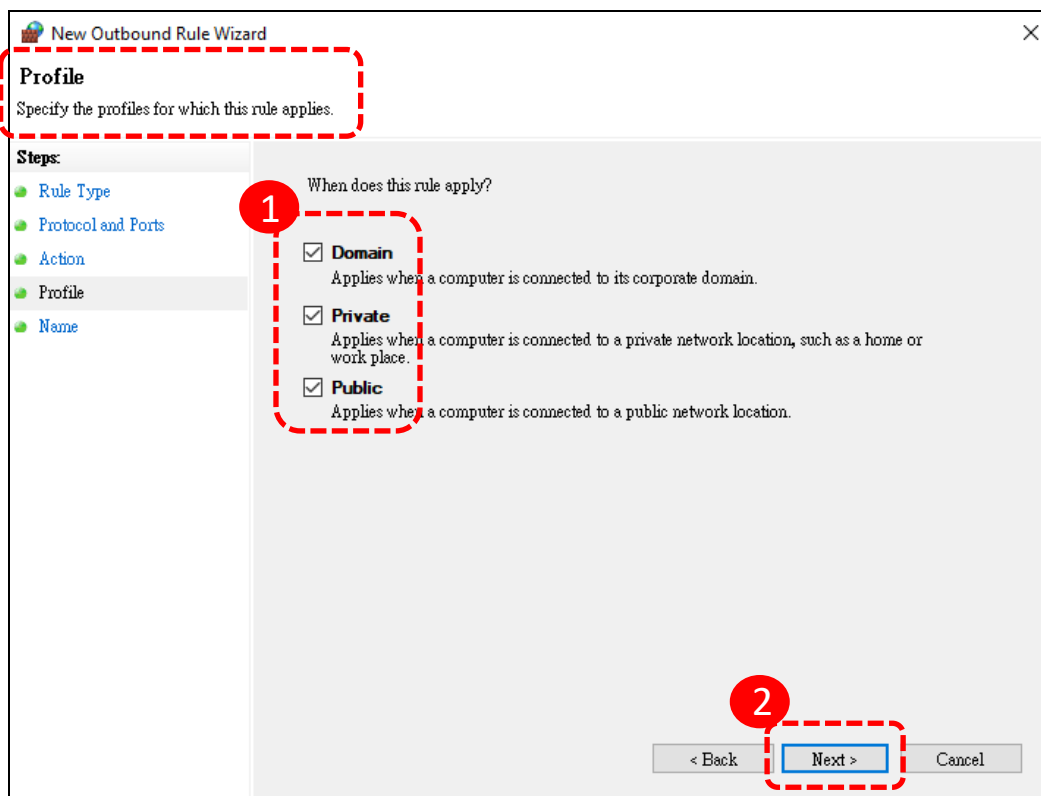 New Outbound Rule Wizard
Profile
Specify the profiles for which this rule applies.
Steps:
Rule Type
Protocol and Ports
Action
Profile
Name
When does this rule apply?
1
Domain
Applies when a computer is connected to its corporate domain.
Private
Applies when a computer is connected to a private network location, such as a home or
work place.
Public
Applies when a computer is connected to a public network location.
2
< Back Next > Cancel